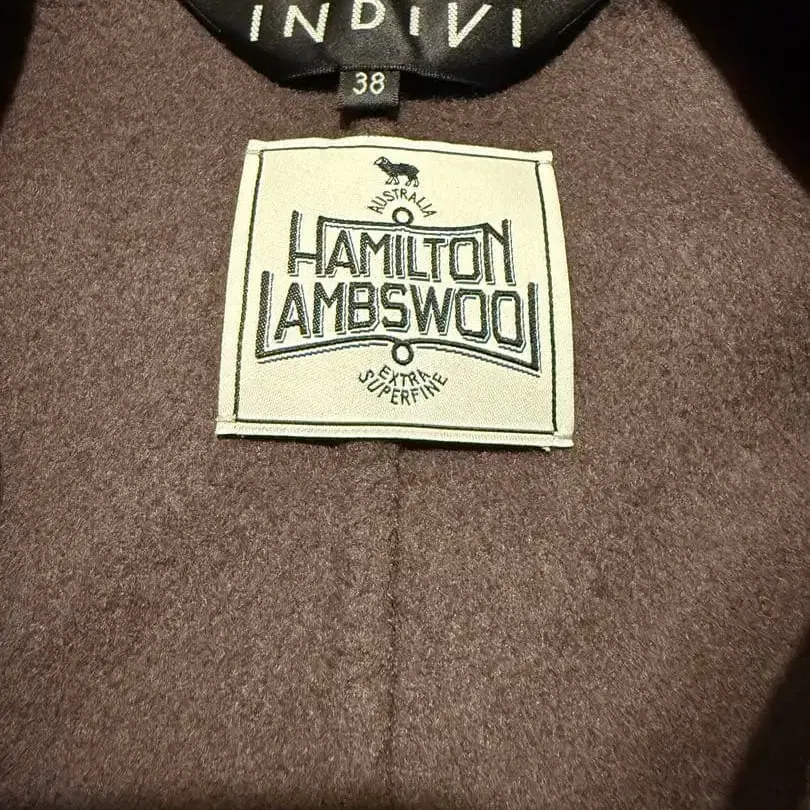 INDIVI
38
AUSTRALIA
HAMILTON
LAMBSWOOL
EXTRA
SUPERFINE